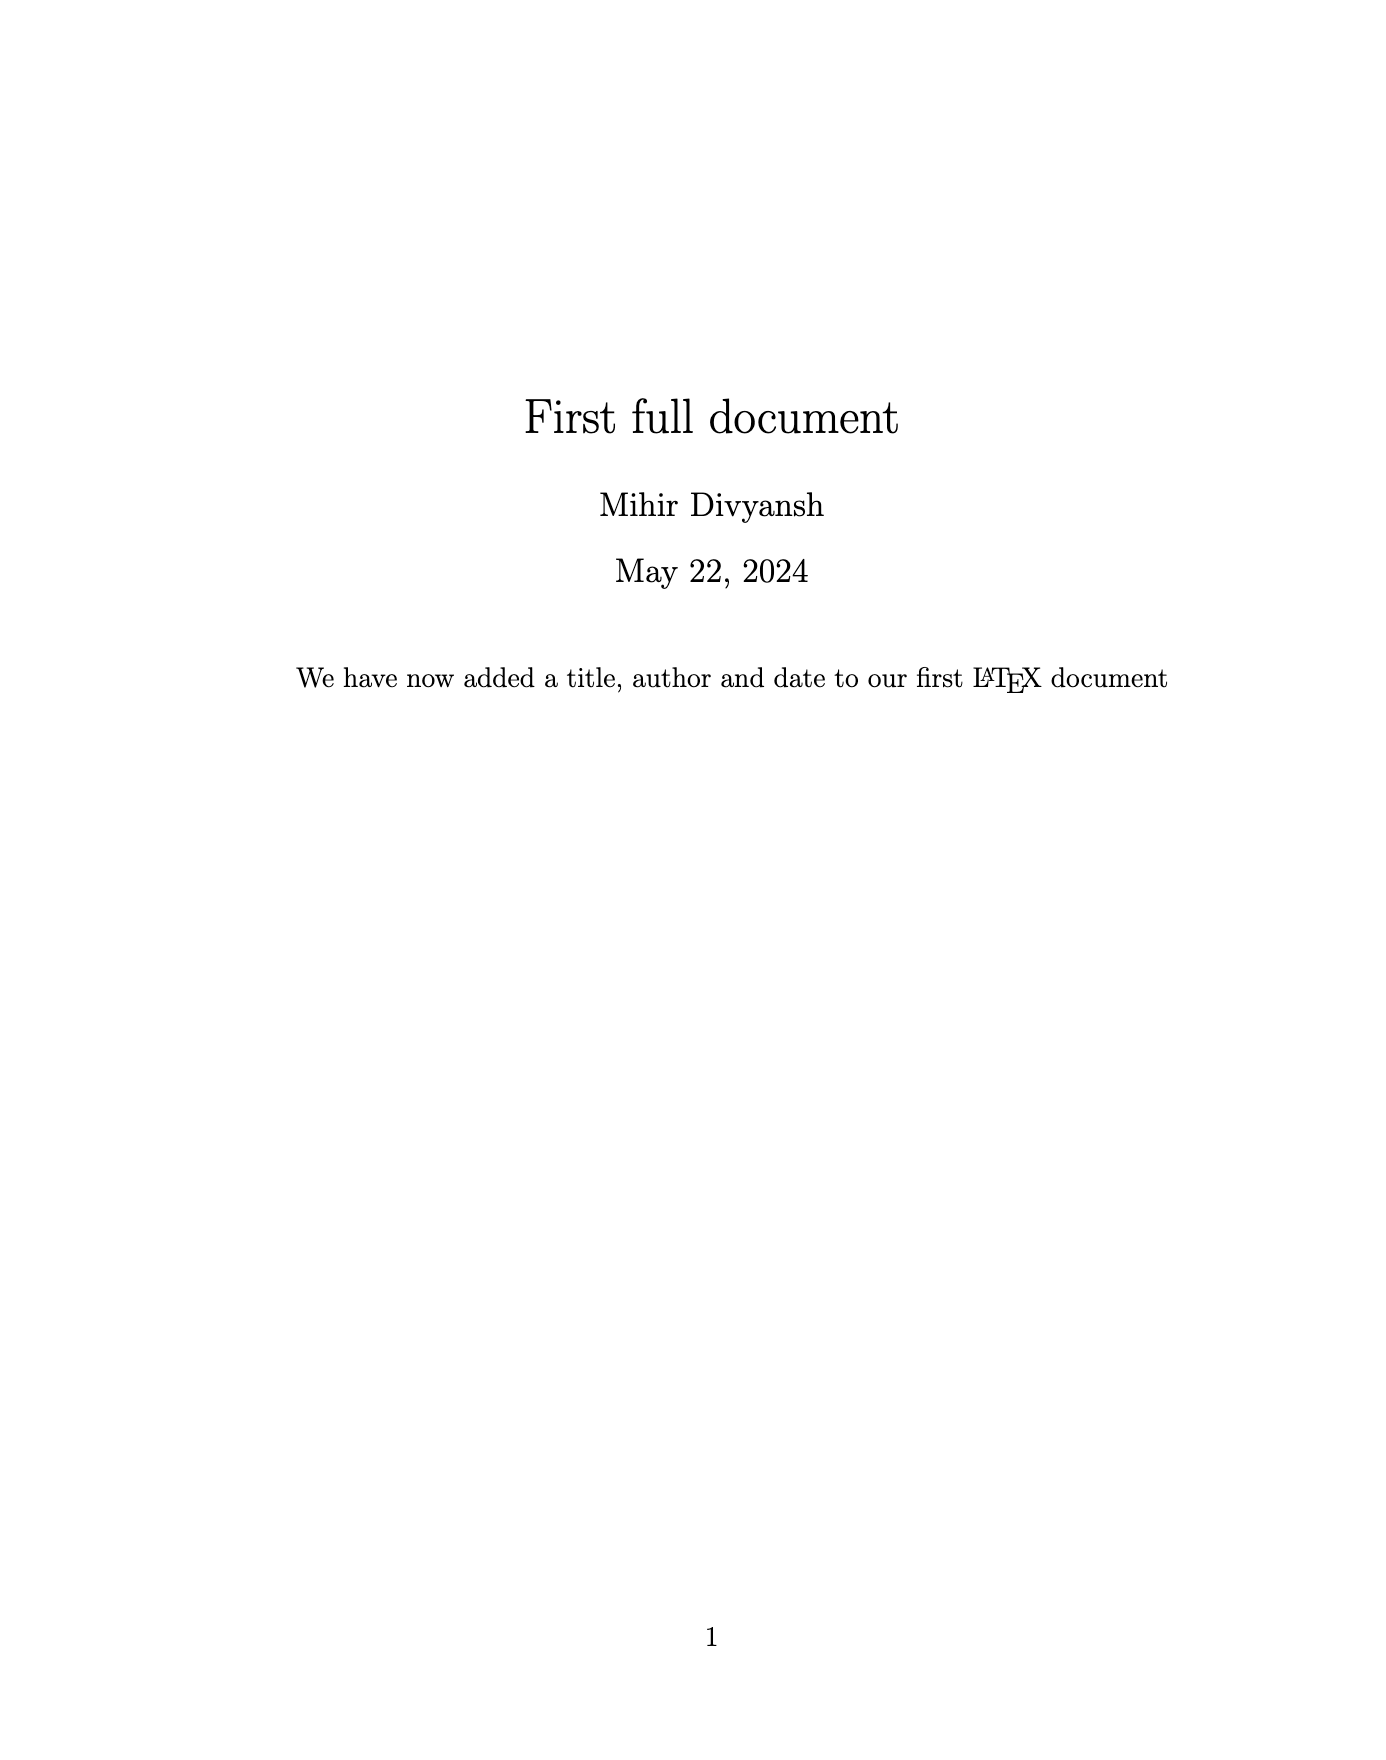 First full document
Mihir Divyansh
May 22, 2024
We have now added a title, author and date to our first LATEX document
1